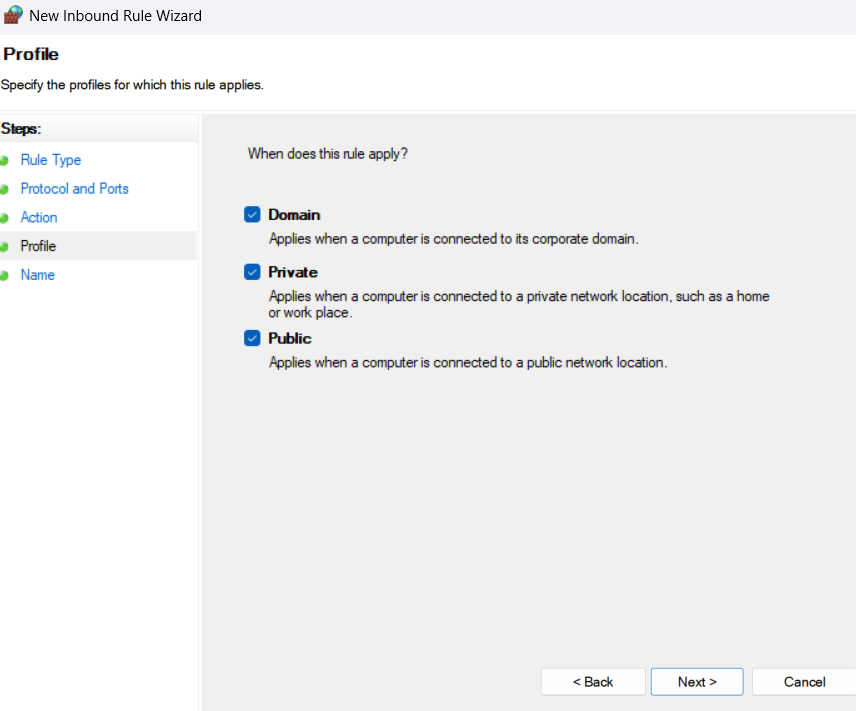 New Inbound Rule Wizard
Profile
Specify the profiles for which this rule applies.
Steps:
Rule Type
Protocol and Ports
Action
Profile
Name
When does this rule apply?
Domain
Applies when a computer is connected to its corporate domain.
Private
Applies when a computer is connected to a private network location, such as a home
or work place.
Public
Applies when a computer is connected to a public network location.
< Back
Next >
Cancel